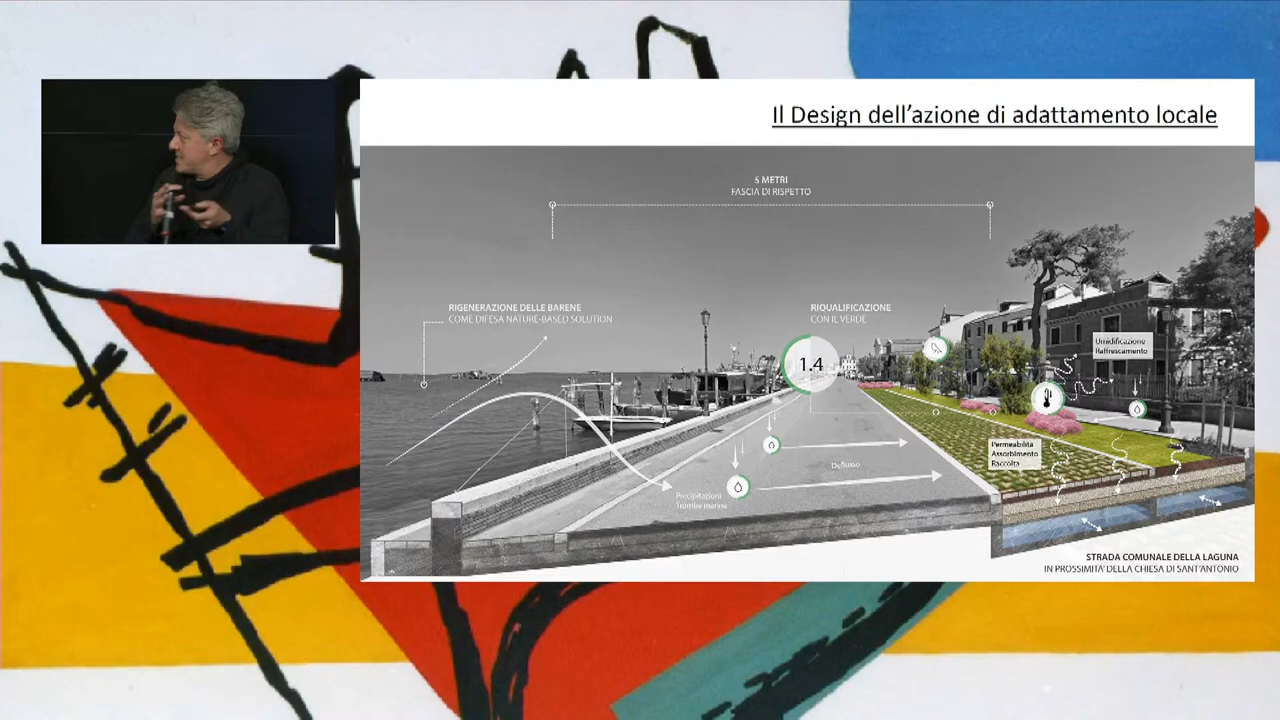 Il Design dell'azione di adattamento locale
5 METRI
FASCIA DI RISPETTO
RIGENERAZIONE DELLE BARENE
COME DIFESA NATURE-BASED SOLUTION
RIQUALIFICAZIONE
CON IL VERDE
1.4
Umidificazione
Raffrescamento
Permeabilità
Assorbimento
Raccolta
Deflusso
Precipitazioni
Trombe marine
STRADA COMUNALE DELLA LAGUNA
IN PROSSIMITA' DELLA CHIESA DI SANT'ANTONIO